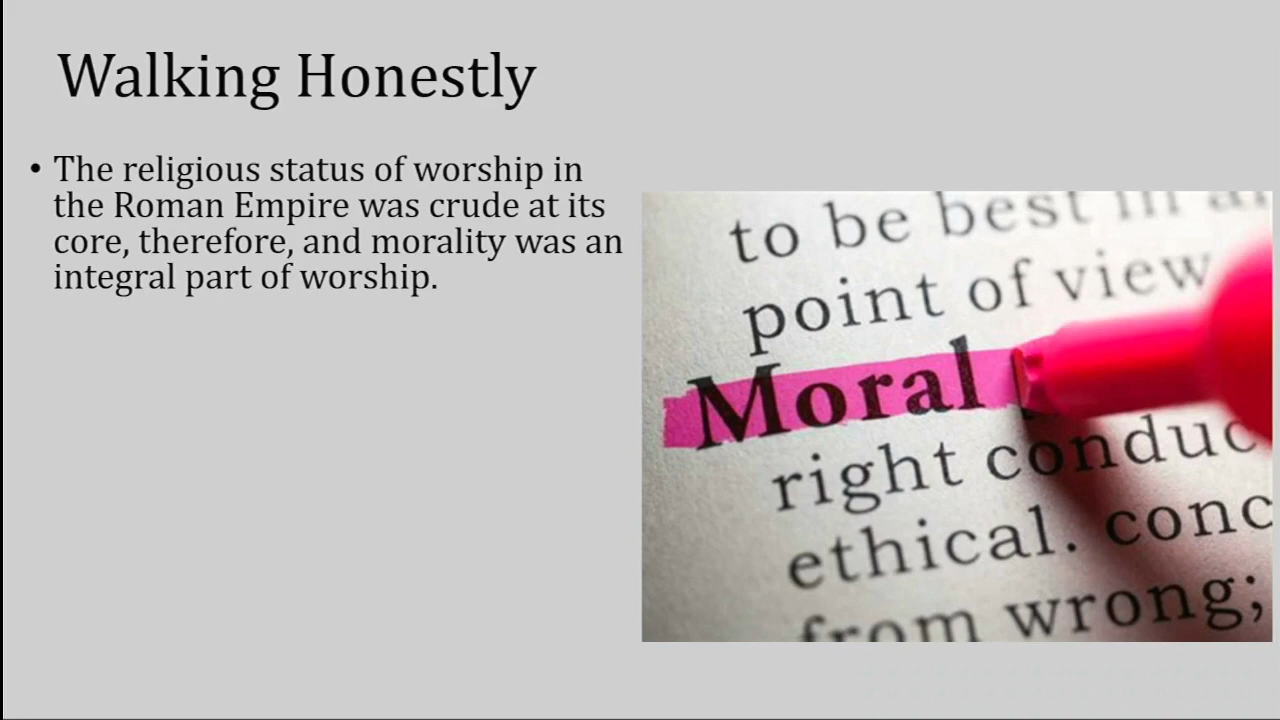 Walking Honestly
• The religious status of worship in
the Roman Empire was crude at its
core, therefore, and morality was an
integral part of worship.
to be best in
point of view
Moral
right conduc
ethical. conc
from wrong;